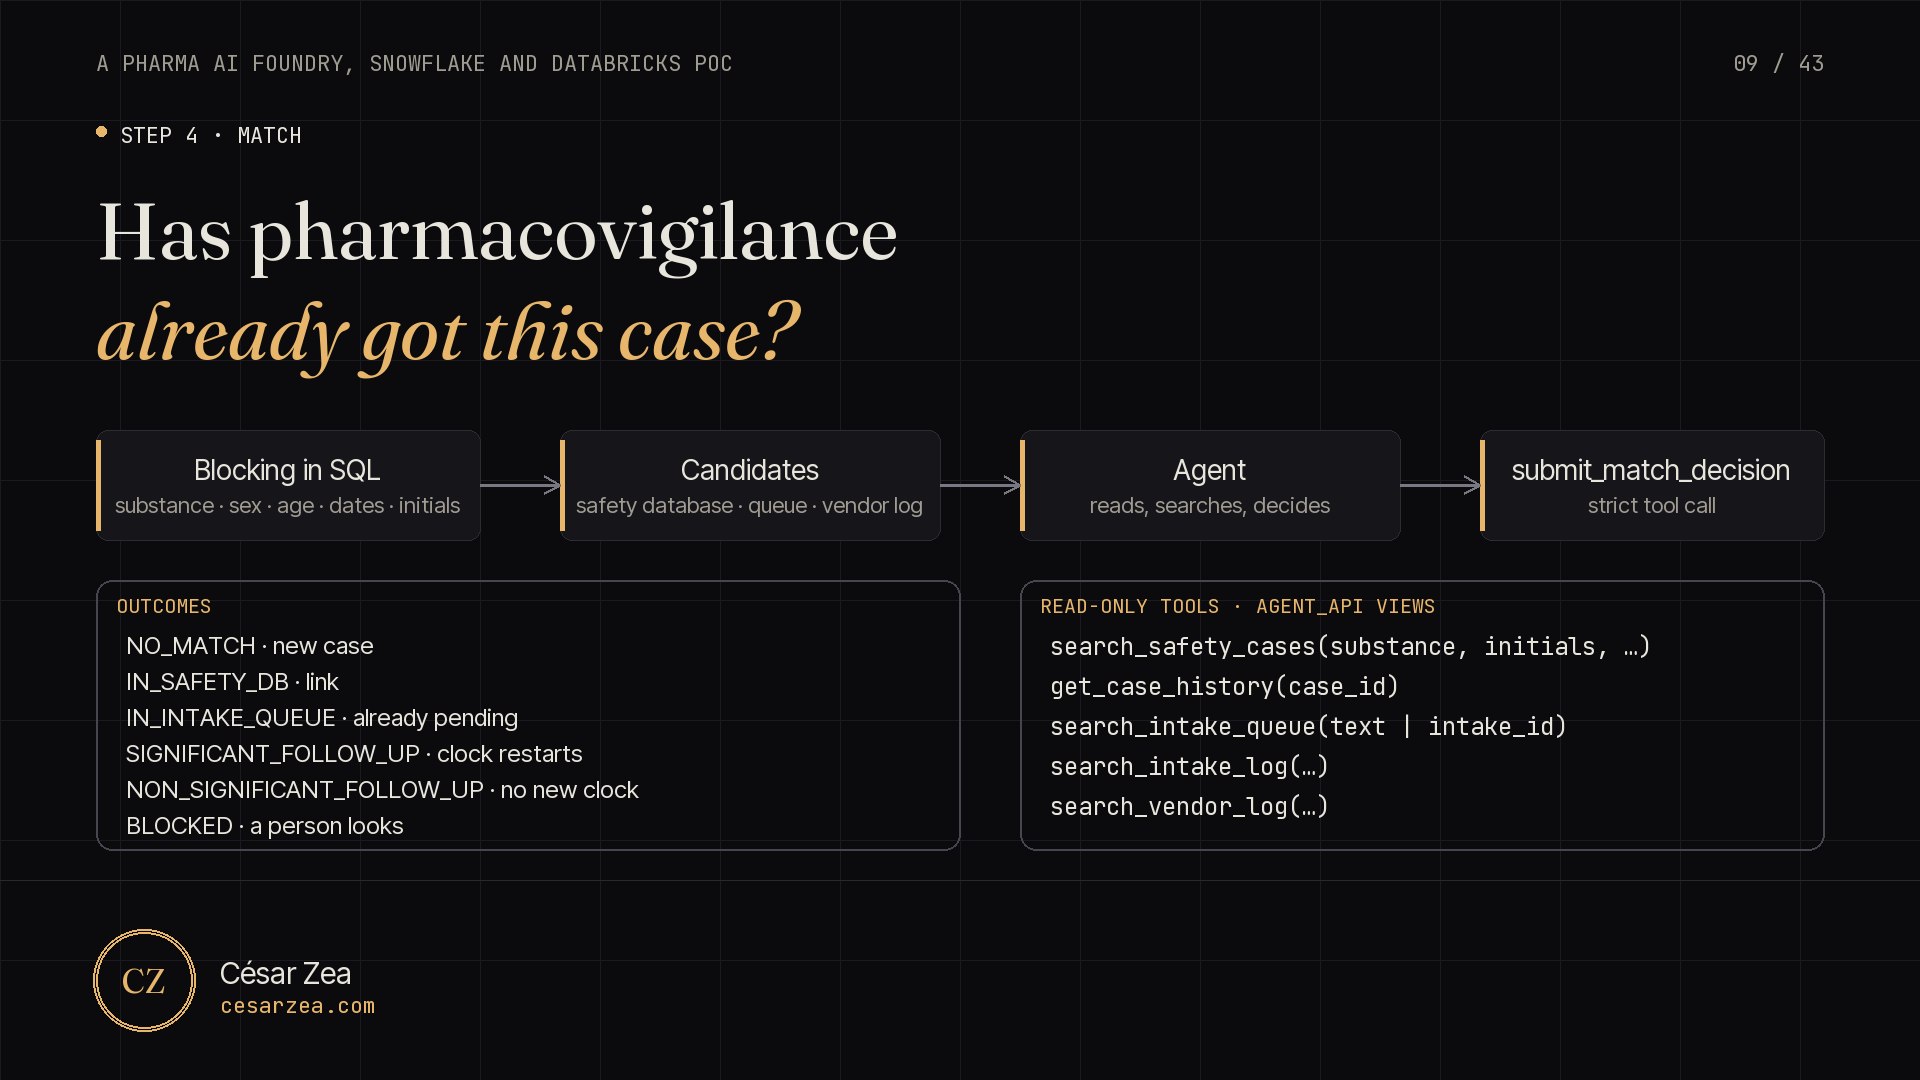 A PHARMA AI FOUNDRY, SNOWFLAKE AND DATABRICKS POC
09 / 43
STEP 4 · MATCH
Has pharmacovigilance
already got this case?
Blocking in SQL
substance · sex · age · dates · initials
Candidates
safety database · queue · vendor log
Agent
reads, searches, decides
submit_match_decision
strict tool call
OUTCOMES
NO_MATCH · new case
IN_SAFETY_DB · link
IN_INTAKE_QUEUE · already pending
SIGNIFICANT_FOLLOW_UP · clock restarts
NON_SIGNIFICANT_FOLLOW_UP · no new clock
BLOCKED · a person looks
READ-ONLY TOOLS · AGENT_API VIEWS
search_safety_cases(substance, initials, …)
get_case_history(case_id)
search_intake_queue(text | intake_id)
search_intake_log(…)
search_vendor_log(…)
CZ
César Zea
cesarzea.com